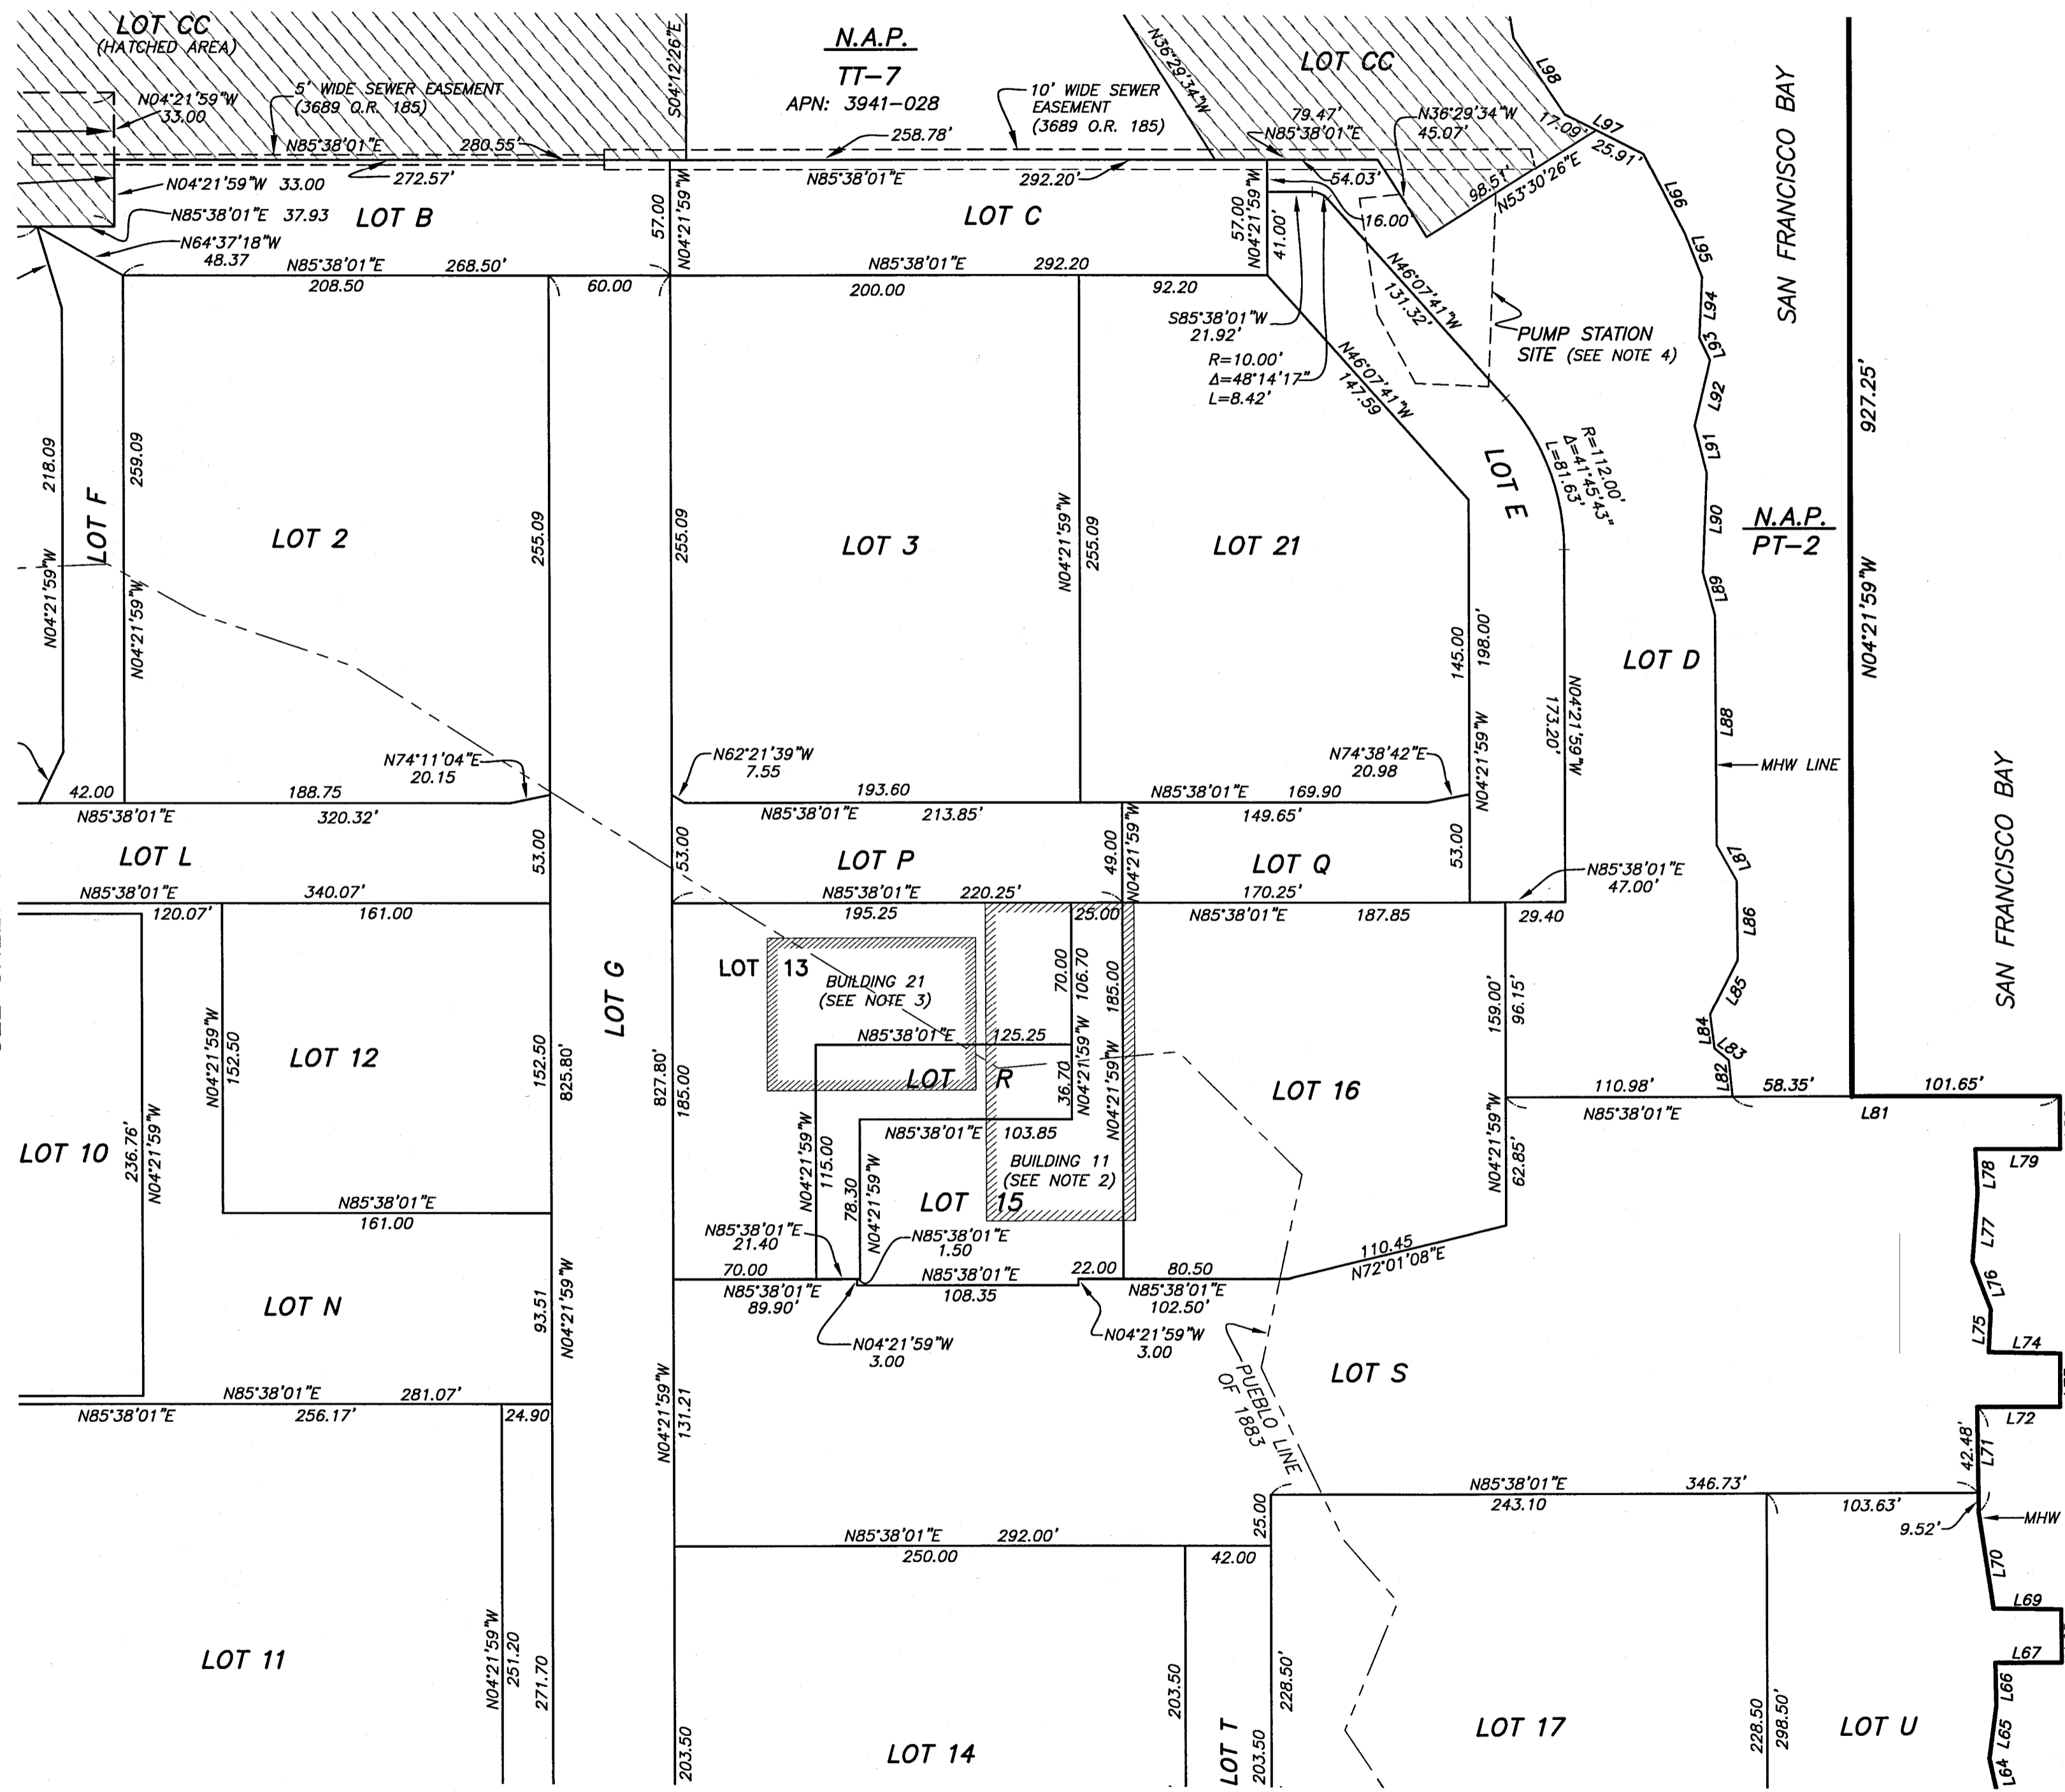 LOT CC
(HATCHED AREA)
S04°12'26"E
N.A.P.
TT-7
APN: 3941-028
N36°29'34"W
LOT CC
L98
SAN FRANCISCO BAY
N04°21'59"W
33.00
5' WIDE SEWER EASEMENT
(3689 O.R. 185)
10' WIDE SEWER
EASEMENT
(3689 O.R. 185)
79.47'
N85°38'01"E
N36°29'34"W
45.07'
17.09'
L97
25.91'
N85°38'01"E
280.55'
258.78'
272.57'
N85°38'01"E
292.20'
54.03'
98.51'
N53°30'26"E
L96
N04°21'59"W 33.00
N85°38'01"E 37.93
LOT B
57.00
N04°21'59"W
LOT C
57.00
N04°21'59"W
41.00'
16.00'
L95
N64°37'18"W
48.37
N85°38'01"E
268.50'
N85°38'01"E
292.20
N46°07'41"W
131.32'
208.50
60.00
200.00
92.20
L94
S85°38'01"W
21.92'
R=10.00'
Δ=48°14'17"
L=8.42'
N46°07'41"W
147.59
PUMP STATION
SITE (SEE NOTE 4)
L93
L92
927.25'
218.09
LOT F
259.09
R=112.00'
Δ=41°45'43"
L=81.63'
L91
LOT E
LOT 2
255.09
255.09
LOT 3
N04°21'59"W
255.09
LOT 21
L90
N.A.P.
PT-2
N04°21'59"W
N04°21'59"W
L89
N04°21'59"W
145.00
198.00'
LOT D
N04°21'59"W
173.20'
L88
N74°11'04"E
20.15
N62°21'39"W
7.55
N74°38'42"E
20.98
N04°21'59"W
MHW LINE
SAN FRANCISCO BAY
42.00
188.75
193.60
N85°38'01"E
169.90
N85°38'01"E
320.32'
N85°38'01"E
213.85'
149.65'
LOT L
53.00
53.00
LOT P
49.00
N04°21'59"W
LOT Q
53.00
L87
N85°38'01"E
47.00'
N85°38'01"E
340.07'
N85°38'01"E
220.25'
170.25'
120.07'
161.00
195.25
25.00
N85°38'01"E
187.85
29.40
L86
LOT G
LOT 13
BUILDING 21
(SEE NOTE 3)
70.00
106.70
185.00
159.00'
96.15'
L85
N04°21'59"W
152.50
LOT 12
152.50
825.80'
827.80'
185.00
N85°38'01"E
125.25
LOT R
36.70
N04°21'59"W
N04°21'59"W
LOT 16
L84
L83
L82
110.98'
N85°38'01"E
58.35'
101.65'
L81
LOT 10
236.76'
N04°21'59"W
N85°38'01"E
103.85
N04°21'59"W
115.00
78.30
N04°21'59"W
BUILDING 11
(SEE NOTE 2)
LOT 15
N04°21'59"W
62.85'
L79
L78
N85°38'01"E
161.00
N85°38'01"E
21.40
N85°38'01"E
1.50
L77
110.45
N72°01'08"E
70.00
N85°38'01"E
22.00
80.50
N85°38'01"E
89.90'
108.35
N85°38'01"E
102.50'
L76
LOT N
93.51
N04°21'59"W
N04°21'59"W
3.00
N04°21'59"W
3.00
L75
L74
LOT S
PUEBLO LINE
OF 1883
N85°38'01"E
281.07'
N85°38'01"E
256.17'
24.90
N04°21'59"W
131.21
L72
42.48'
L71
N85°38'01"E
346.73'
243.10
103.63'
25.00
9.52'
MHW
N85°38'01"E
292.00'
250.00
42.00
L70
L69
LOT 11
N04°21'59"W
251.20
271.70
L67
L66
203.50
LOT 14
203.50
LOT T
203.50
228.50'
LOT 17
228.50
298.50'
LOT U
L65
L64